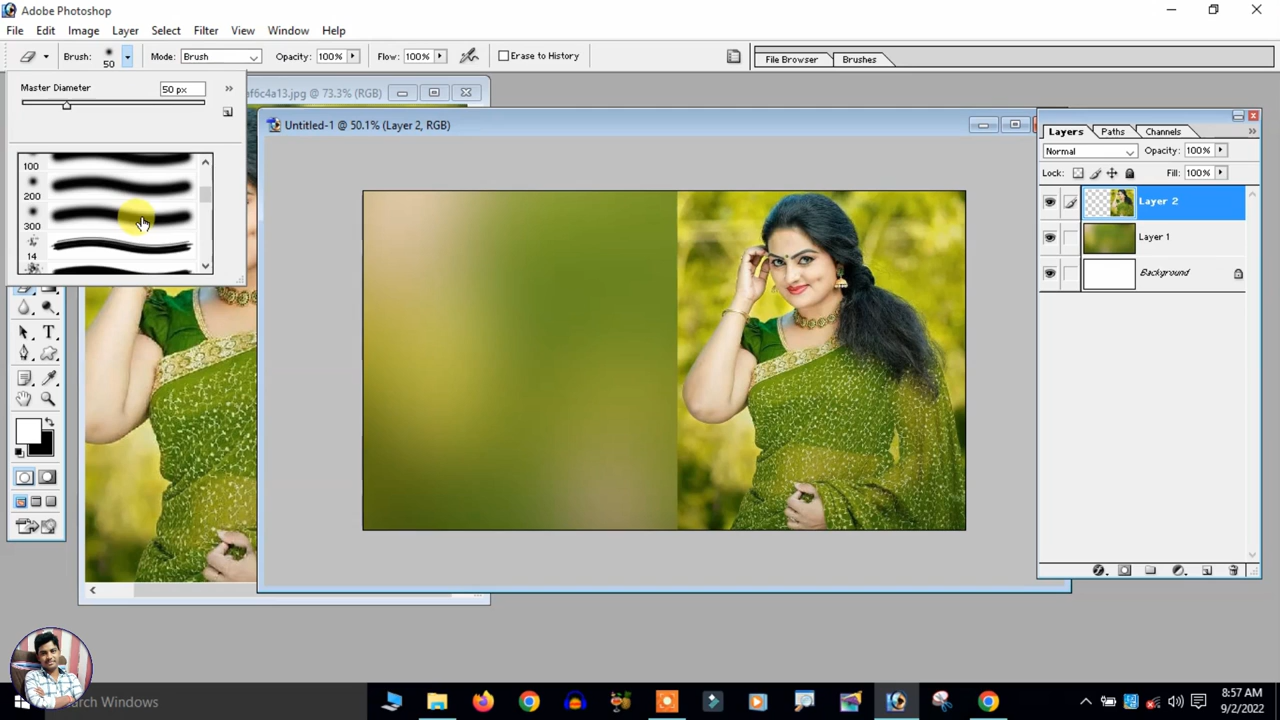 Adobe Photoshop
File Edit Image Layer Select Filter View Window Help
Brush: 50 Mode: Brush Opacity: 100% Flow: 100% Erase to History File Browser Brushes
Master Diameter 50 px
af6c4a13.jpg @ 73.3% (RGB)
Untitled-1 @ 50.1% (Layer 2, RGB)
Layers Paths Channels
Normal Opacity: 100%
Lock: Fill: 100%
100
200
300
14
Layer 2
Layer 1
Background
T
earch Windows
8:57 AM
9/2/2022